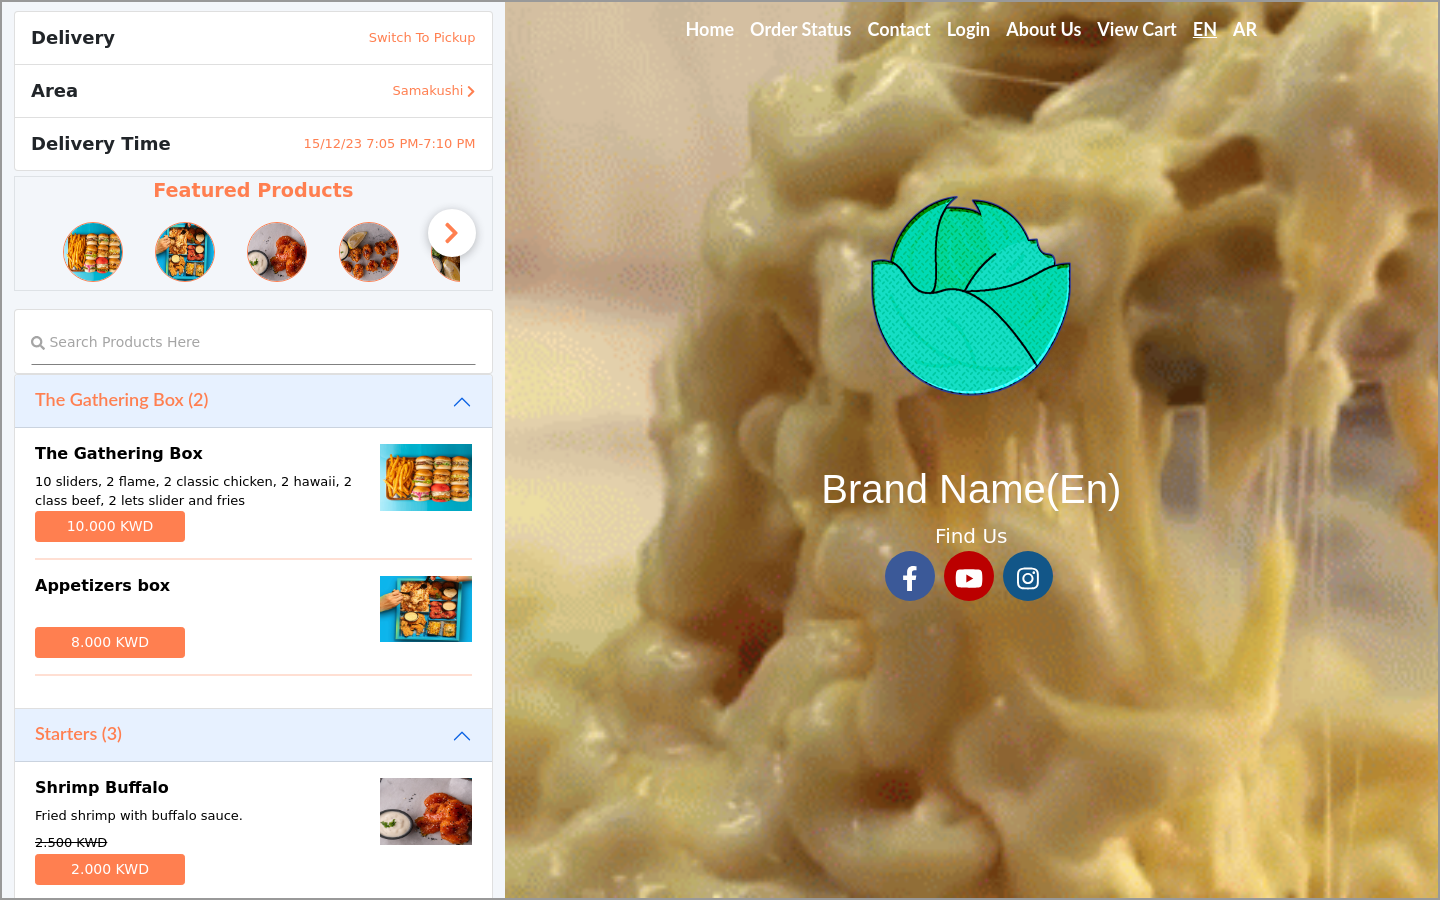 Delivery
Switch To Pickup
Area
Samakushi
Delivery Time
15/12/23 7:05 PM-7:10 PM
Featured Products
Search Products Here
The Gathering Box (2)
The Gathering Box
10 sliders, 2 flame, 2 classic chicken, 2 hawaii, 2
class beef, 2 lets slider and fries
10.000 KWD
Appetizers box
8.000 KWD
Starters (3)
Shrimp Buffalo
Fried shrimp with buffalo sauce.
2.500 KWD
2.000 KWD
Home Order Status Contact Login About Us View Cart EN AR
Brand Name(En)
Find Us